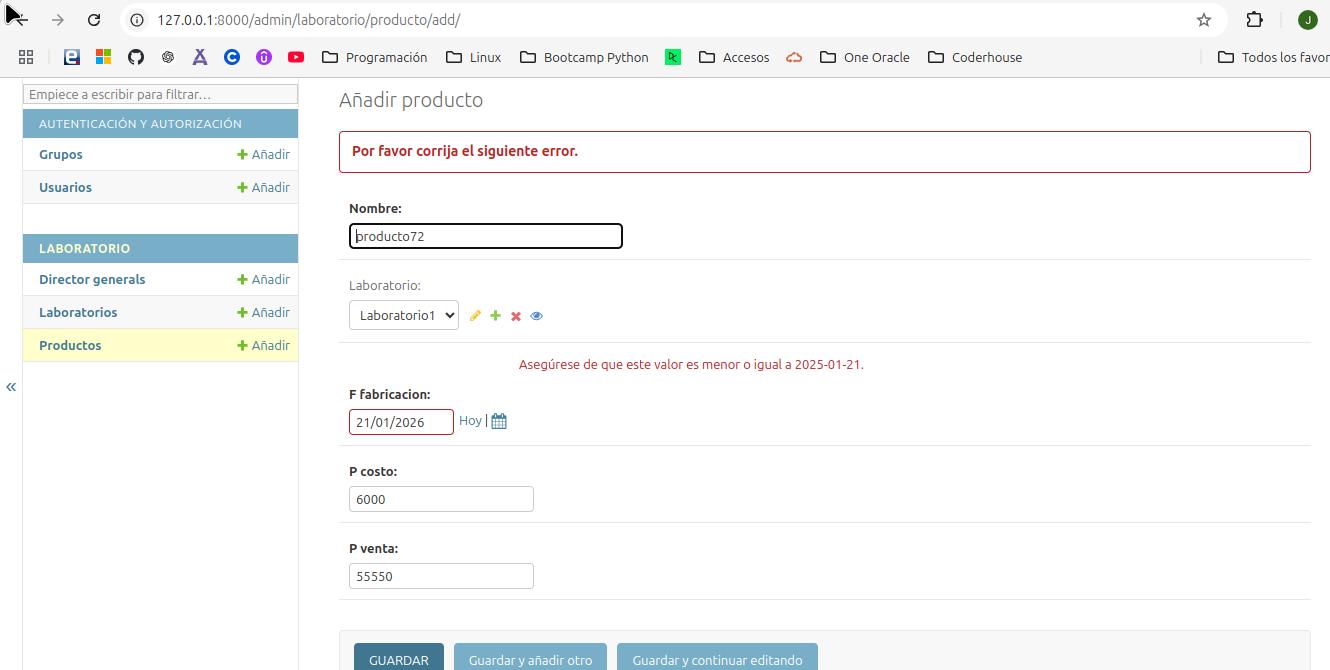 127.0.0.1:8000/admin/laboratorio/producto/add/
J
Programación Linux Bootcamp Python DC Accesos One Oracle Coderhouse Todos los favor
Empiece a escribir para filtrar…
AUTENTICACIÓN Y AUTORIZACIÓN
Grupos Añadir
Usuarios Añadir
LABORATORIO
Director generals Añadir
Laboratorios Añadir
Productos Añadir
«
Añadir producto
Por favor corrija el siguiente error.
Nombre:
producto72
Laboratorio:
Laboratorio1
Asegúrese de que este valor es menor o igual a 2025-01-21.
F fabricacion:
21/01/2026 Hoy |
P costo:
6000
P venta:
55550
GUARDAR Guardar y añadir otro Guardar y continuar editando